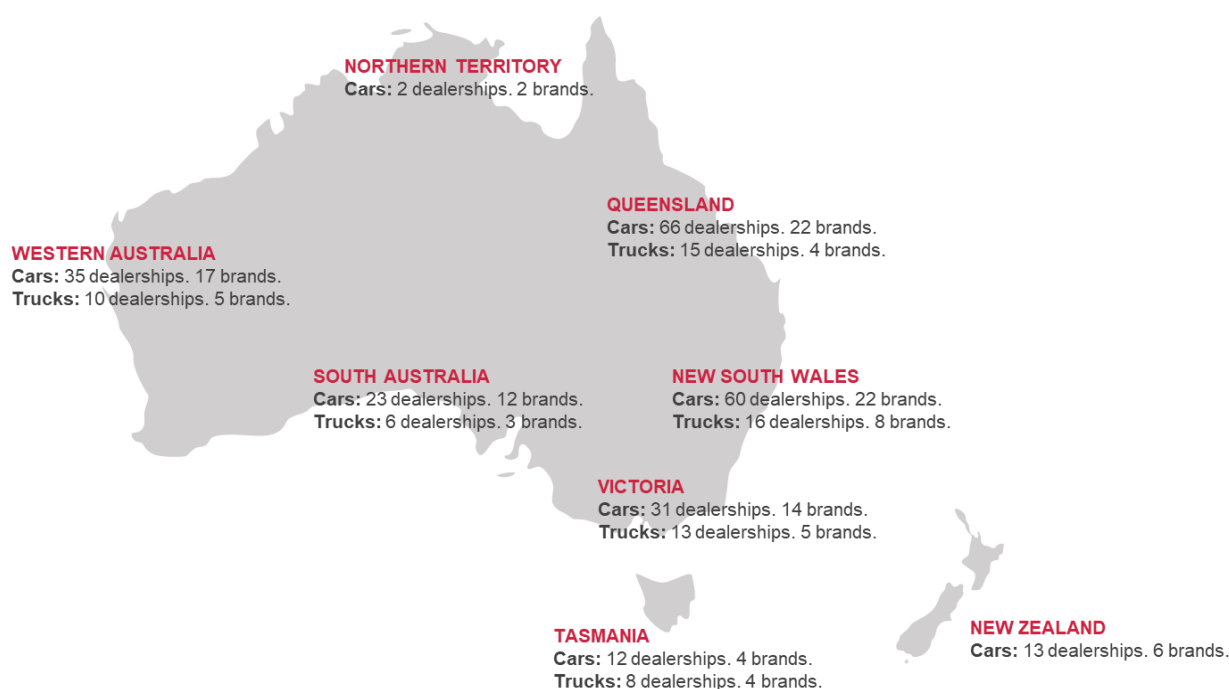 NORTHERN TERRITORY
Cars: 2 dealerships. 2 brands.
QUEENSLAND
Cars: 66 dealerships. 22 brands.
Trucks: 15 dealerships. 4 brands.
WESTERN AUSTRALIA
Cars: 35 dealerships. 17 brands.
Trucks: 10 dealerships. 5 brands.
SOUTH AUSTRALIA
Cars: 23 dealerships. 12 brands.
Trucks: 6 dealerships. 3 brands.
NEW SOUTH WALES
Cars: 60 dealerships. 22 brands.
Trucks: 16 dealerships. 8 brands.
VICTORIA
Cars: 31 dealerships. 14 brands.
Trucks: 13 dealerships. 5 brands.
TASMANIA
Cars: 12 dealerships. 4 brands.
Trucks: 8 dealerships. 4 brands.
NEW ZEALAND
Cars: 13 dealerships. 6 brands.